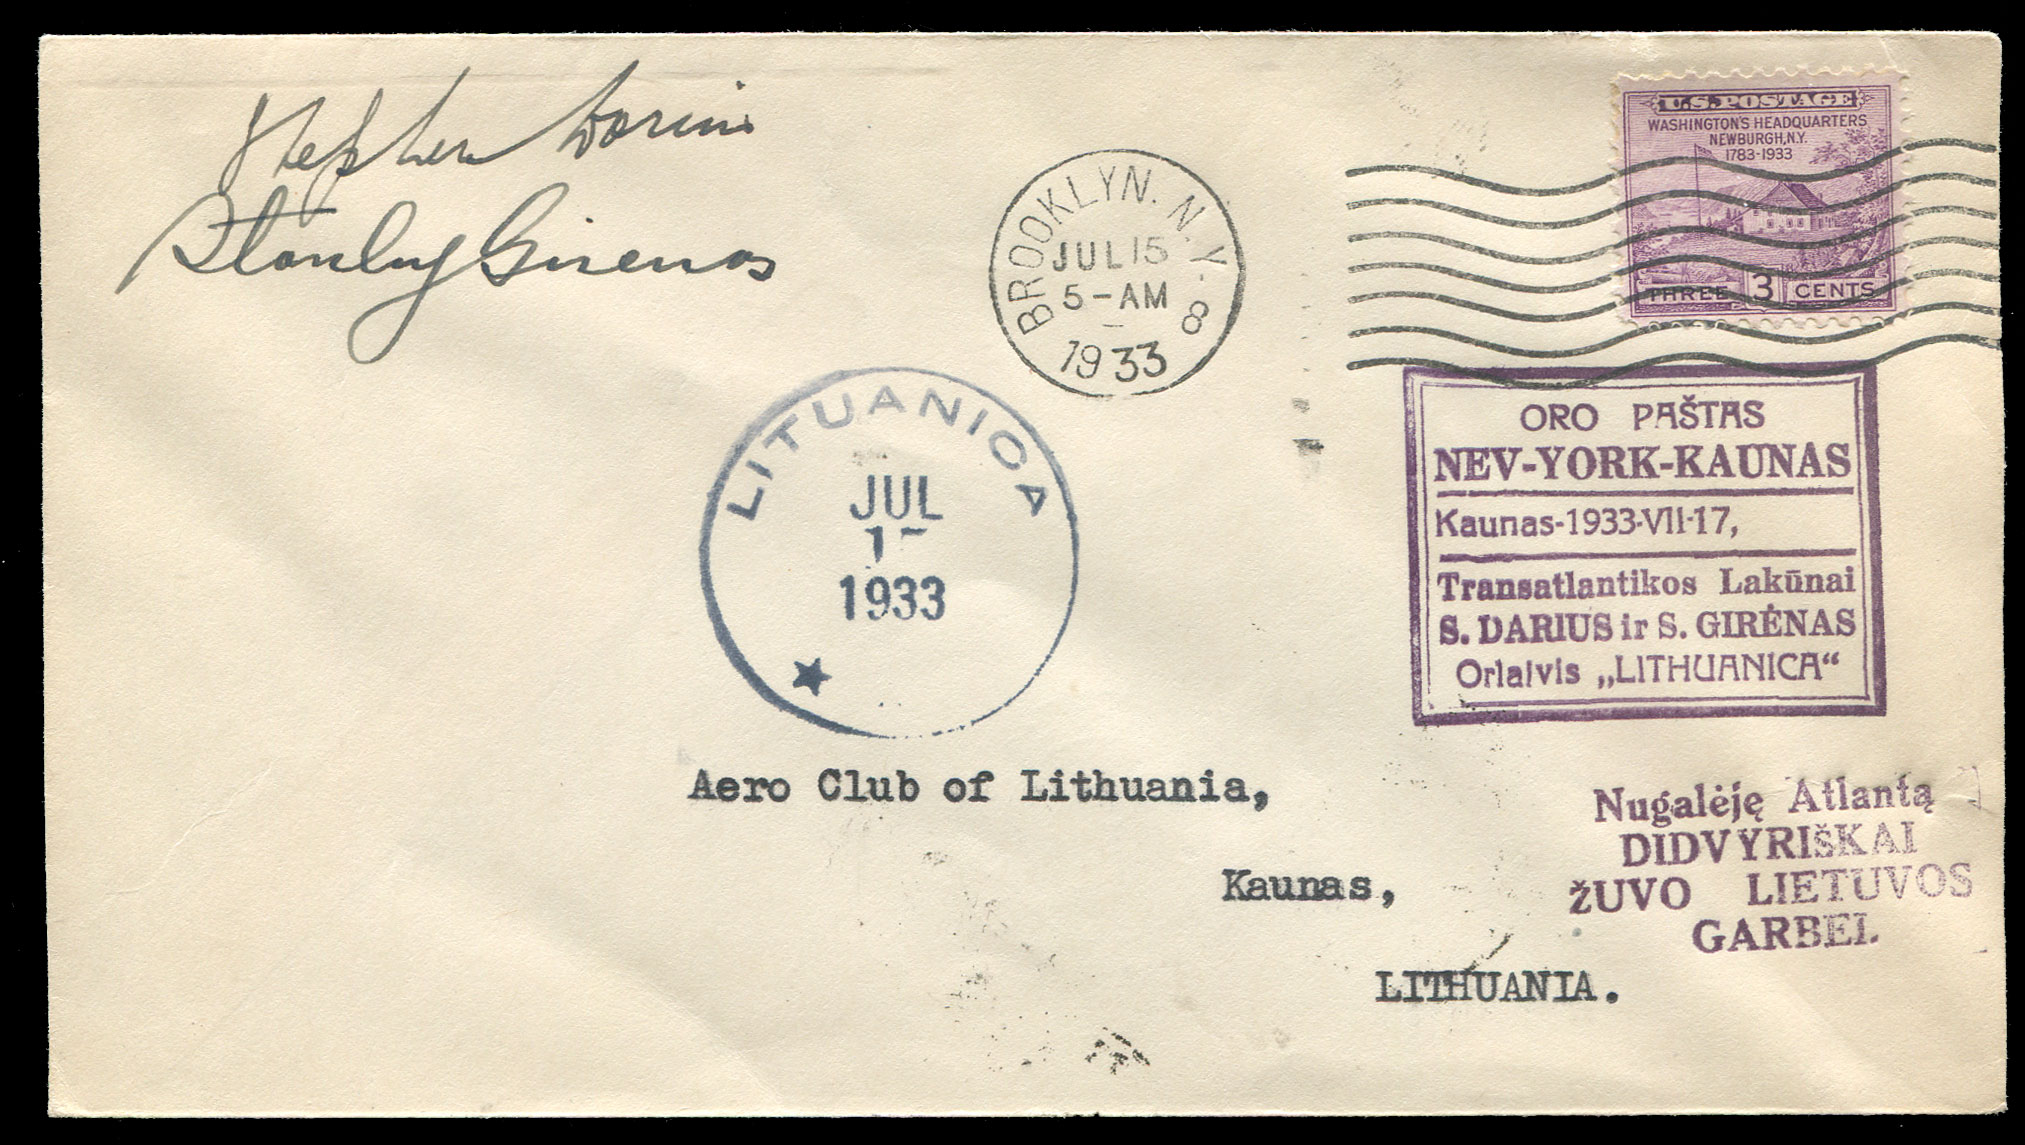 Stephen Darius
Stanley Girenas
BROOKLYN. N.Y. 8
JUL 15
5-AM
1933
U.S. POSTAGE
WASHINGTON'S HEADQUARTERS
NEWBURGH, N.Y.
1783-1933
THREE 3 CENTS
LITUANICA
JUL
1933
ORO PAŠTAS
NEV-YORK-KAUNAS
Kaunas-1933-VII-17,
Transatlantikos Lakūnai
S. DARIUS ir S. GIRĖNAS
Orlaivis „LITHUANICA“
Aero Club of Lithuania,
Kaunas,
LITHUANIA.
Nugalėję Atlantą
DIDVYRIŠKAI
ŽUVO LIETUVOS
GARBEI.